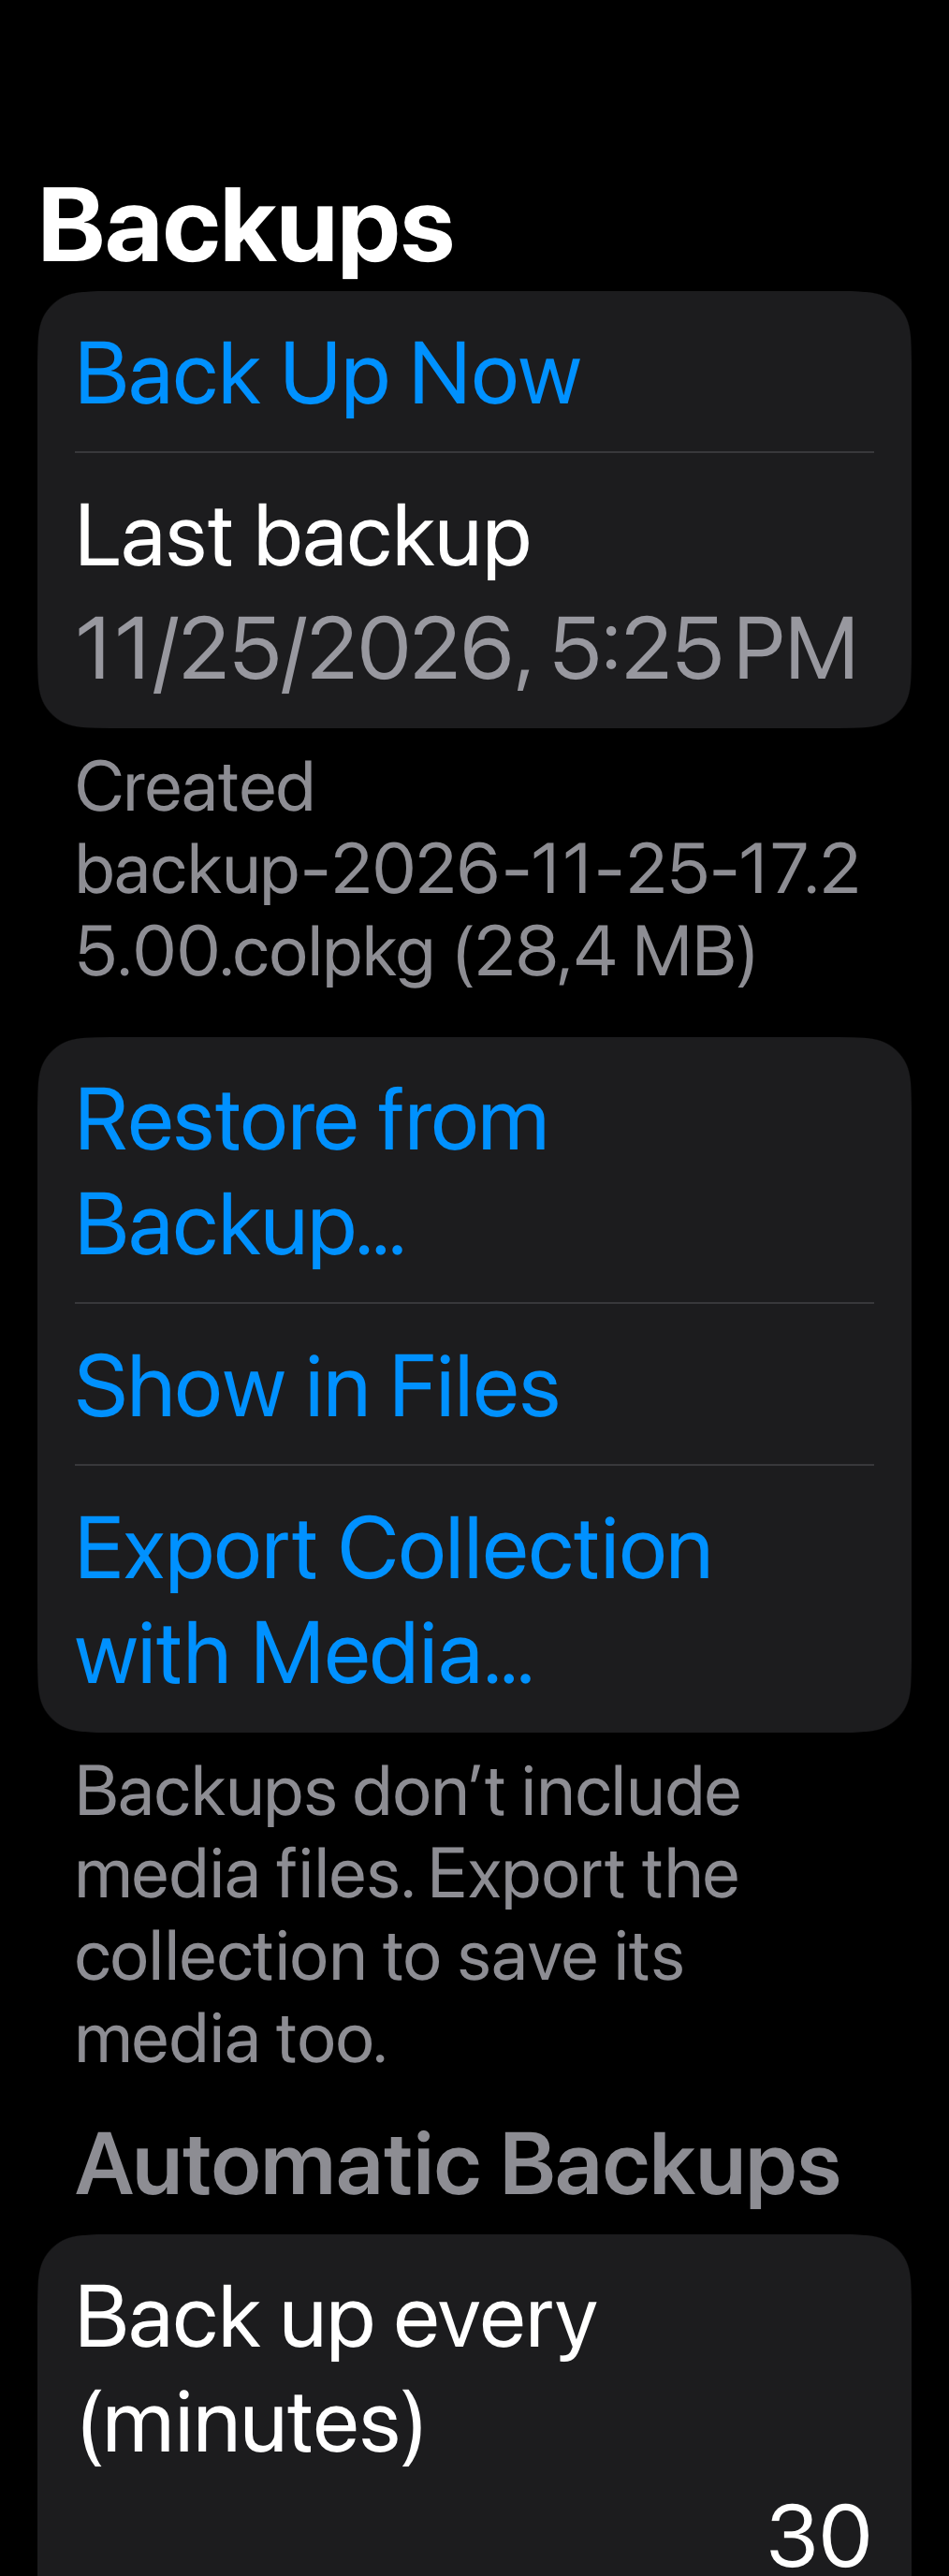 Backups
Back Up Now
Last backup
11/25/2026, 5:25 PM
Created
backup-2026-11-25-17.2
5.00.colpkg (28,4 MB)
Restore from
Backup…
Show in Files
Export Collection
with Media…
Backups don’t include
media files. Export the
collection to save its
media too.
Automatic Backups
Back up every
(minutes)
30